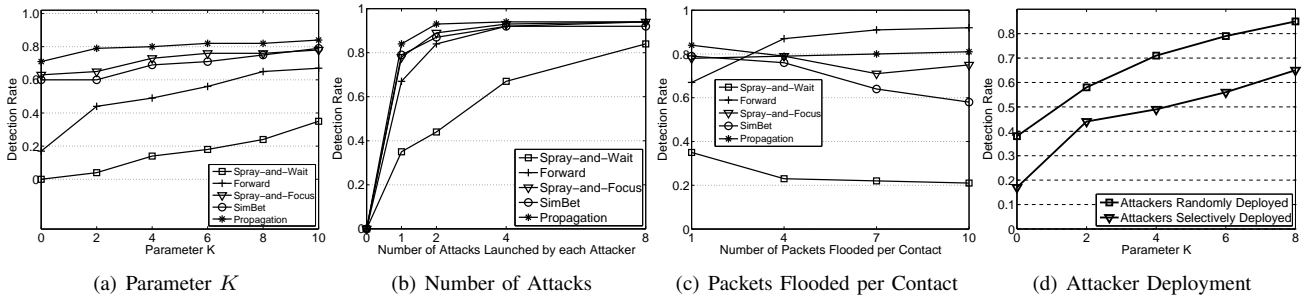 1
0.8
0.6
0.4
0.2
0
Detection Rate
0 2 4 6 8 10
Parameter K
Spray−and−Wait
Forward
Spray−and−Focus
SimBet
Propagation
(a) Parameter K
1
0.8
0.6
0.4
0.2
0
Detection Rate
0 1 2 4 8
Number of Attacks Launched by each Attacker
Spray−and−Wait
Forward
Spray−and−Focus
SimBet
Propagation
(b) Number of Attacks
1
0.8
0.6
0.4
0.2
0
Detection Rate
1 4 7 10
Number of Packets Flooded per Contact
Spray−and−Wait
Forward
Spray−and−Focus
SimBet
Propagation
(c) Packets Flooded per Contact
0.9
0.8
0.7
0.6
0.5
0.4
0.3
0.2
0.1
0
Detection Rate
0 2 4 6 8
Parameter K
Attackers Randomly Deployed
Attackers Selectively Deployed
(d) Attacker Deployment